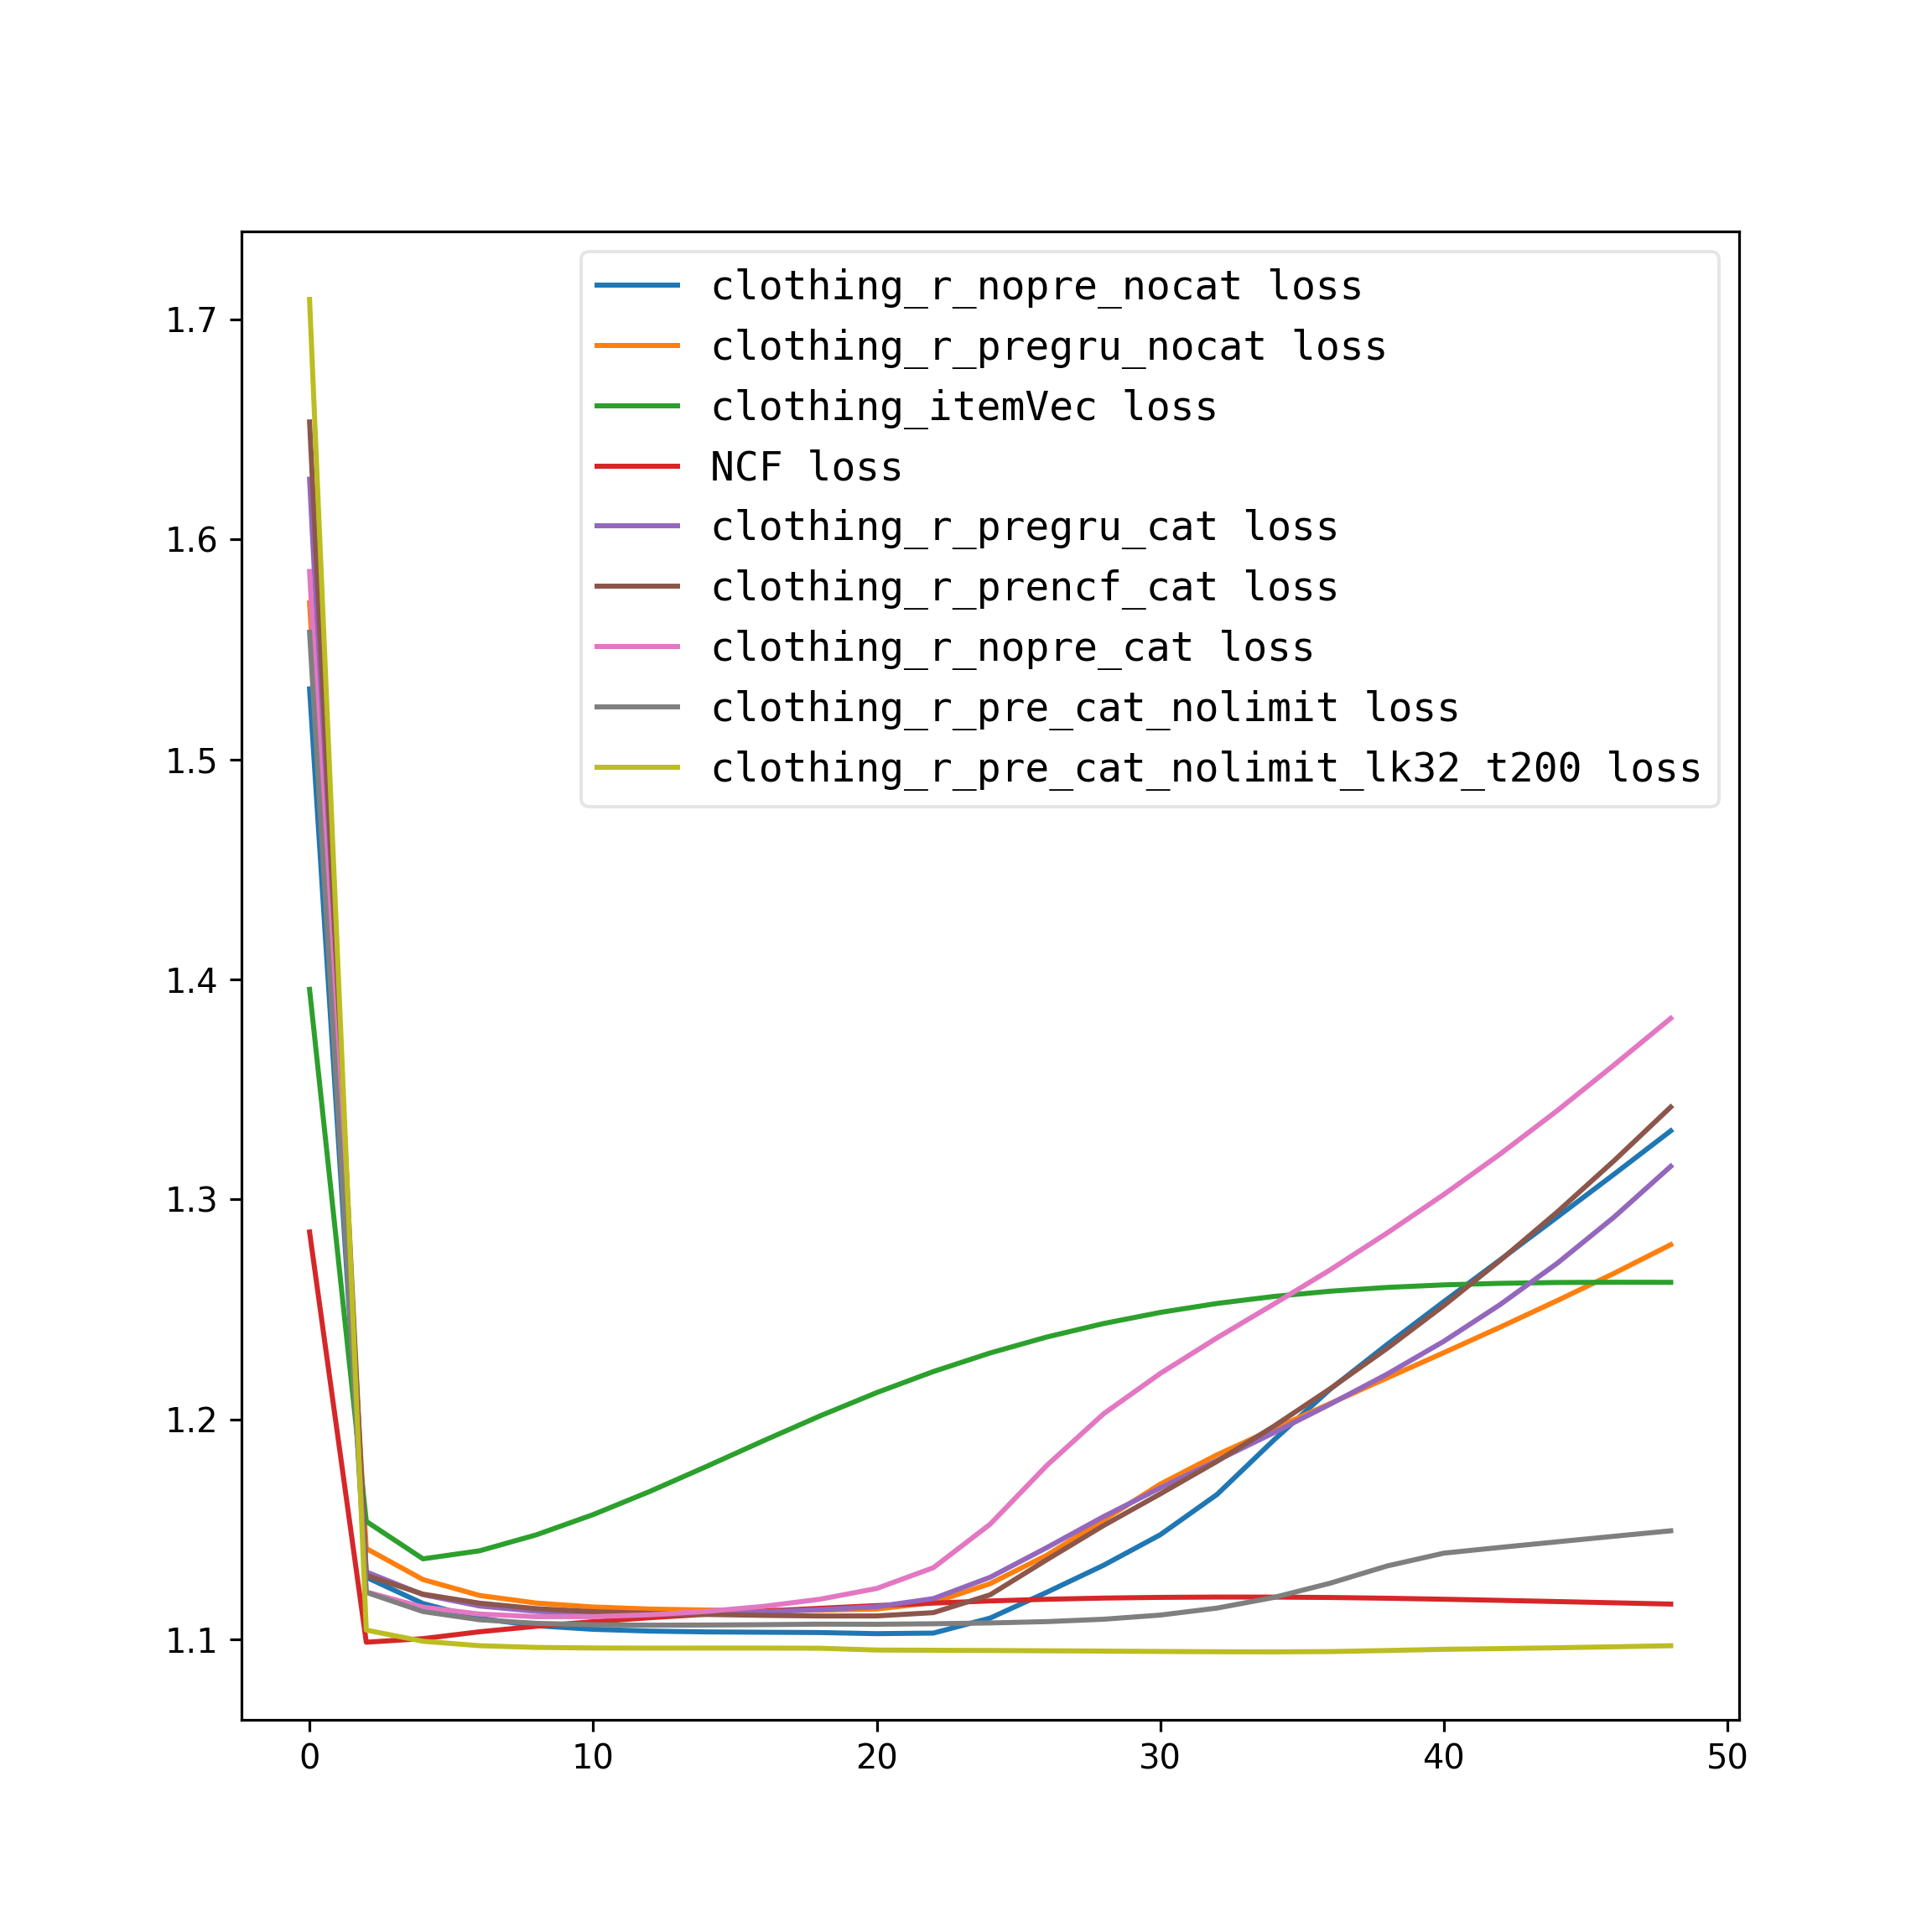 clothing_r_nopre_nocat loss
clothing_r_pregru_nocat loss
clothing_itemVec loss
NCF loss
clothing_r_pregru_cat loss
clothing_r_prencf_cat loss
clothing_r_nopre_cat loss
clothing_r_pre_cat_nolimit loss
clothing_r_pre_cat_nolimit_lk32_t200 loss
1.7
1.6
1.5
1.4
1.3
1.2
1.1
0 10 20 30 40 50